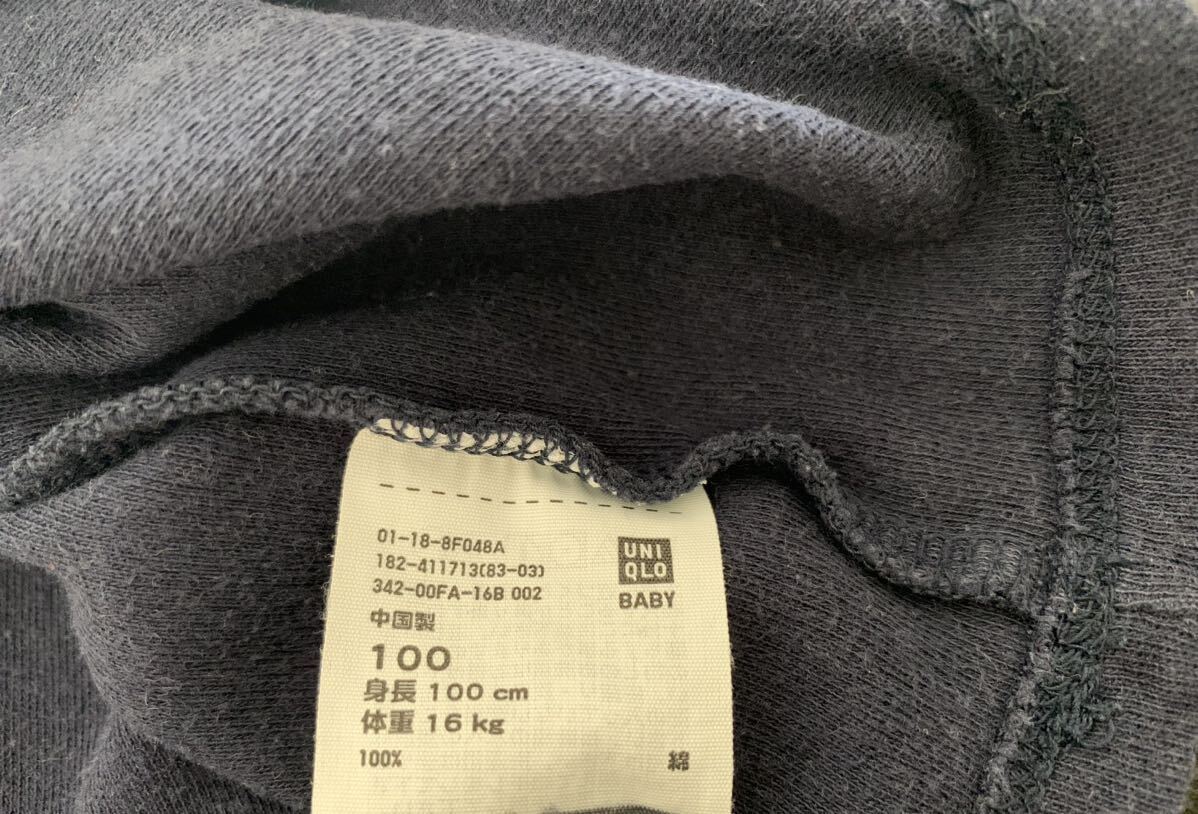 01-18-8F048A
182-411713(83-03)
342-00FA-16B 002
UNI
QLO
BABY
中国製
100
身長 100 cm
体重 16 kg
100% 綿